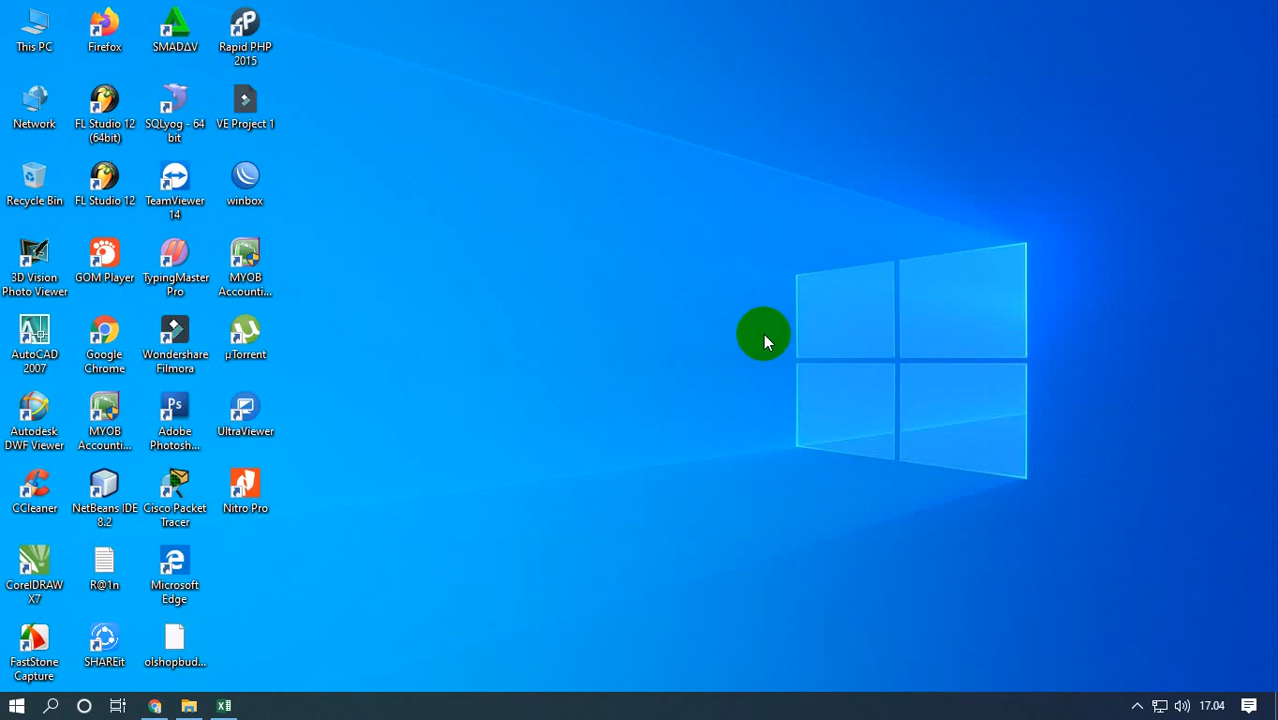 This PC
Firefox
SMADΔV
Rapid PHP
2015
Network
FL Studio 12
(64bit)
SQLyog - 64
bit
VE Project 1
Recycle Bin
FL Studio 12
TeamViewer
14
winbox
3D Vision
Photo Viewer
GOM Player
TypingMaster
Pro
MYOB
Accounti...
AutoCAD
2007
Google
Chrome
Wondershare
Filmora
µTorrent
Autodesk
DWF Viewer
MYOB
Accounti...
Ps
Adobe
Photosh...
UltraViewer
CCleaner
NetBeans IDE
8.2
Cisco Packet
Tracer
Nitro Pro
CorelDRAW
X7
R@1n
Microsoft
Edge
FastStone
Capture
SHAREit
olshopbud...
17.04